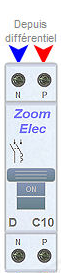 Depuis
différentiel
N P
Zoom
Elec
ON
D C10
N P